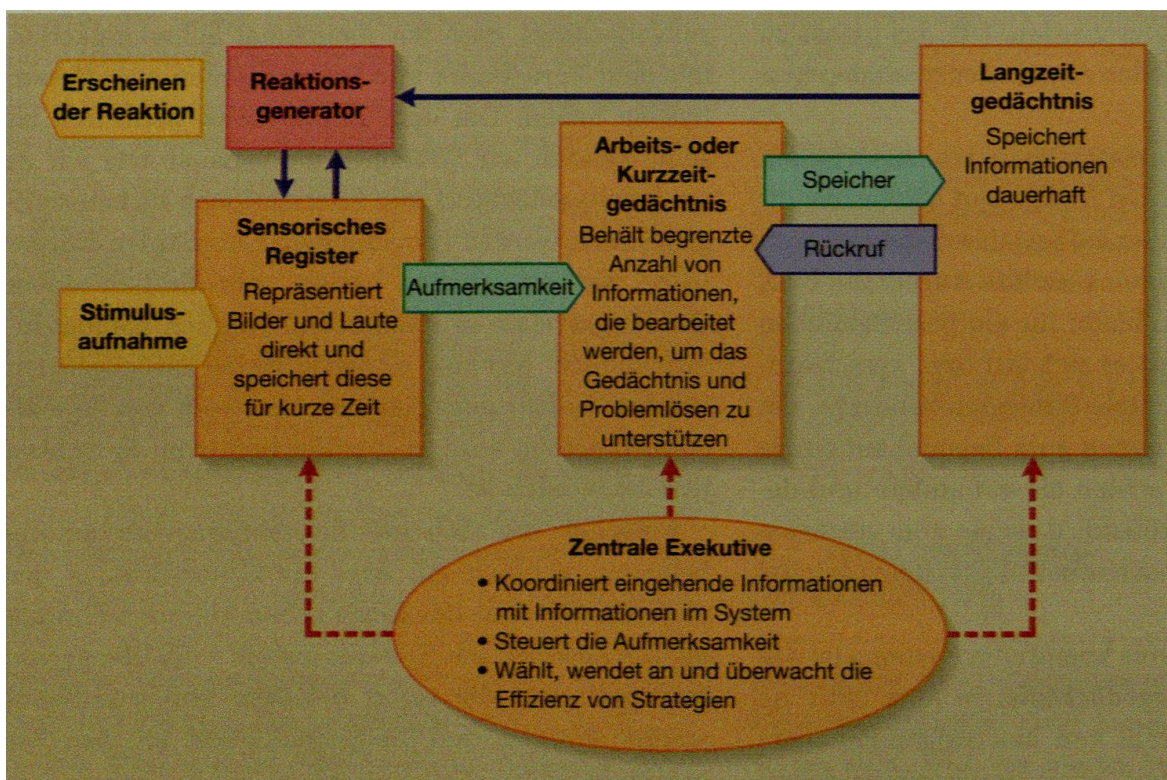 Erscheinen
der Reaktion
Reaktions-
generator
Langzeit-
gedächtnis
Speichert
Informationen
dauerhaft
Arbeits- oder
Kurzzeit-
gedächtnis
Behält begrenzte
Anzahl von
Informationen,
die bearbeitet
werden, um das
Gedächtnis und
Problemlösen zu
unterstützen
Speicher
Rückruf
Sensorisches
Register
Repräsentiert
Bilder und Laute
direkt und
speichert diese
für kurze Zeit
Aufmerksamkeit
Stimulus-
aufnahme
Zentrale Exekutive
• Koordiniert eingehende Informationen
mit Informationen im System
• Steuert die Aufmerksamkeit
• Wählt, wendet an und überwacht die
Effizienz von Strategien